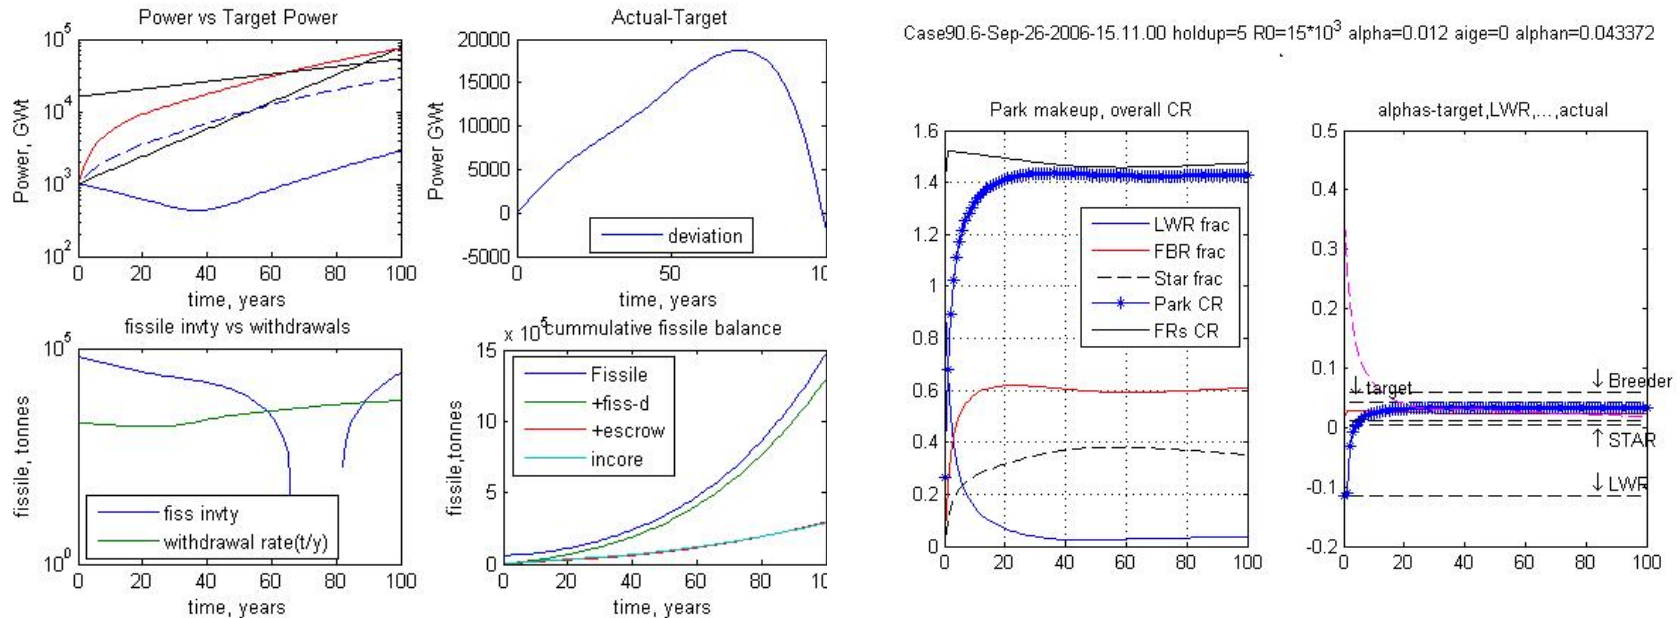 Case90.6-Sep-26-2006-15.11.00 holdup=5 R0=15*10^3 alpha=0.012 aige=0 alphan=0.043372
Power vs Target Power
Power, GWt
10^5
10^4
10^3
10^2
0 20 40 60 80 100
time, years
Actual-Target
Power GWt
20000
15000
10000
5000
0
-5000
0 50 10
deviation
time, years
fissile invty vs withdrawals
fissile, tonnes
10^5
10^0
fiss invty
withdrawal rate(t/y)
0 20 40 60 80 100
time, years
x 10^5 cummulative fissile balance
fissile,tonnes
15
10
5
0
Fissile
+fiss-d
+escrow
incore
0 20 40 60 80 10
time, years
Park makeup, overall CR
1.6
1.4
1.2
1
0.8
0.6
0.4
0.2
0
LWR frac
FBR frac
Star frac
Park CR
FRs CR
0 20 40 60 80 100
alphas-target,LWR,...,actual
0.5
0.4
0.3
0.2
0.1
0
-0.1
-0.2
↓ Breeder
↓ target
↑ STAR
↓ LWR
0 20 40 60 80 100